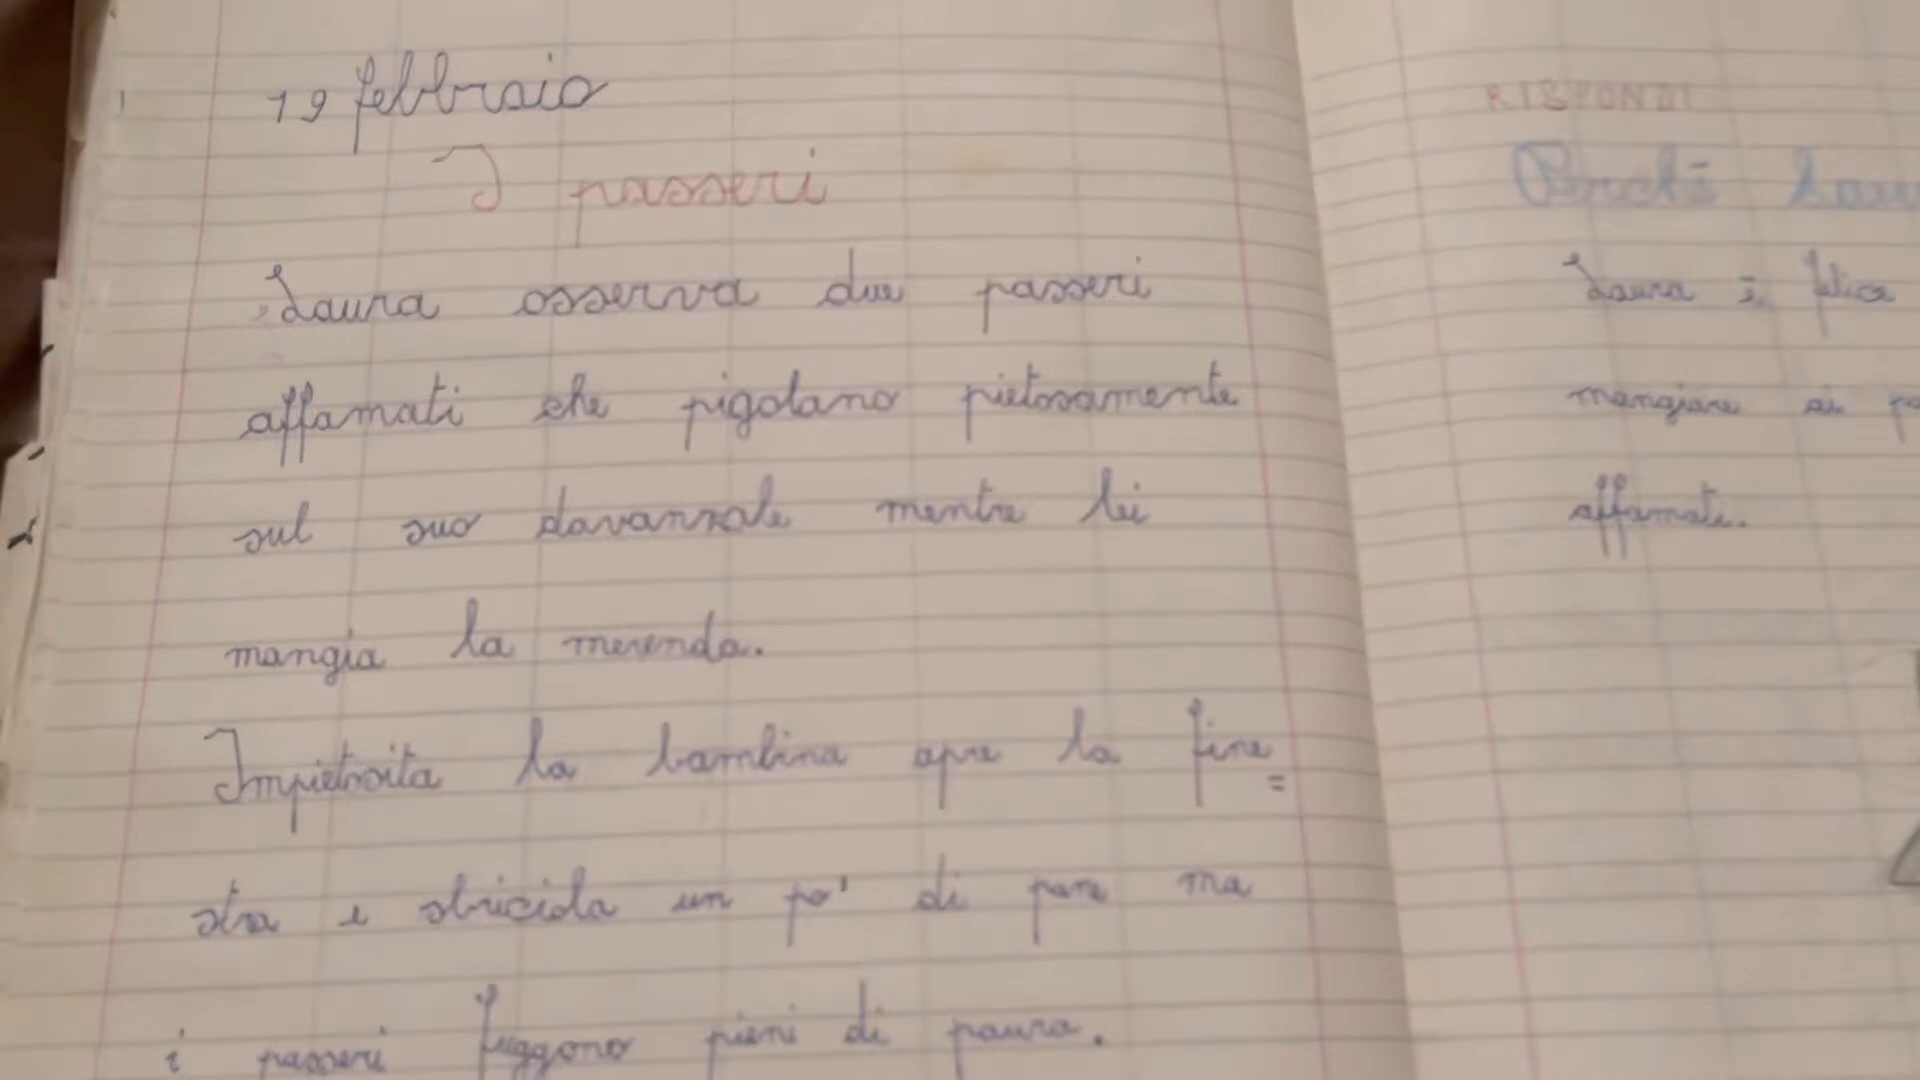 19 febbraio
I passeri
Laura osserva due passeri
affamati che pigolano pietosamente
sul suo davanzale mentre lei
mangia la merenda.
Impietosita la bambina apre la fine=
stra e sbriciola un po' di pane ma
i passeri fuggono pieni di paura.
RISPONDI
Perché
Laura è felice
mangiare ai
affamati.